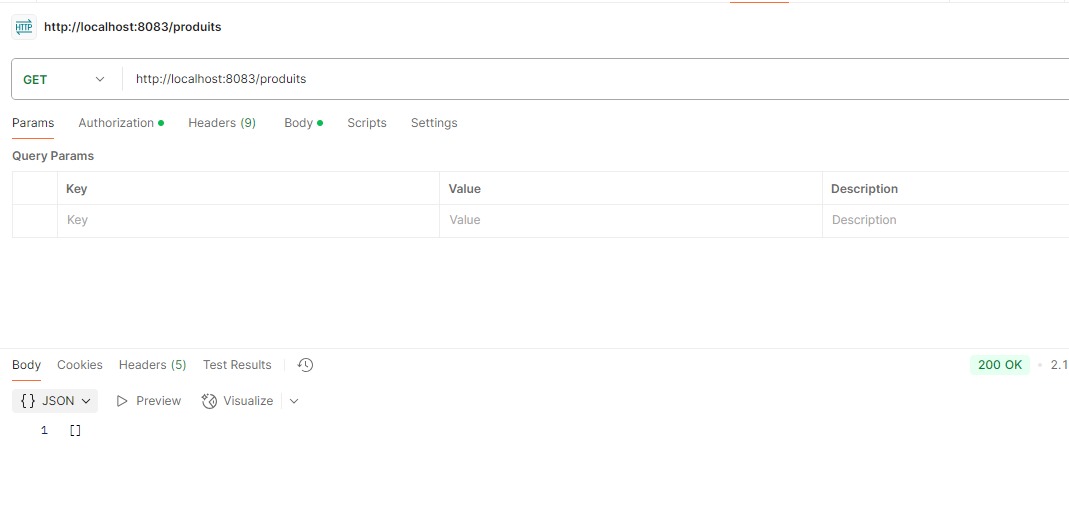 HTTP http://localhost:8083/produits
GET http://localhost:8083/produits
Params Authorization Headers (9) Body Scripts Settings
Query Params
Key Value Description
Key Value Description
Body Cookies Headers (5) Test Results 200 OK 2.1
{} JSON Preview Visualize
1 []